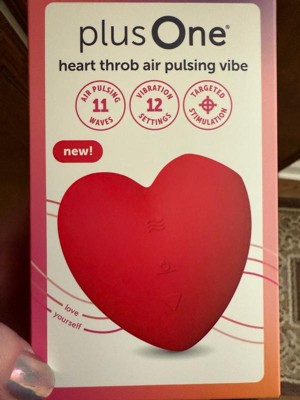 plusOne®
heart throb air pulsing vibe
AIR PULSING
11
WAVES
VIBRATION
12
SETTINGS
TARGETED
STIMULATION
new!
love
yourself